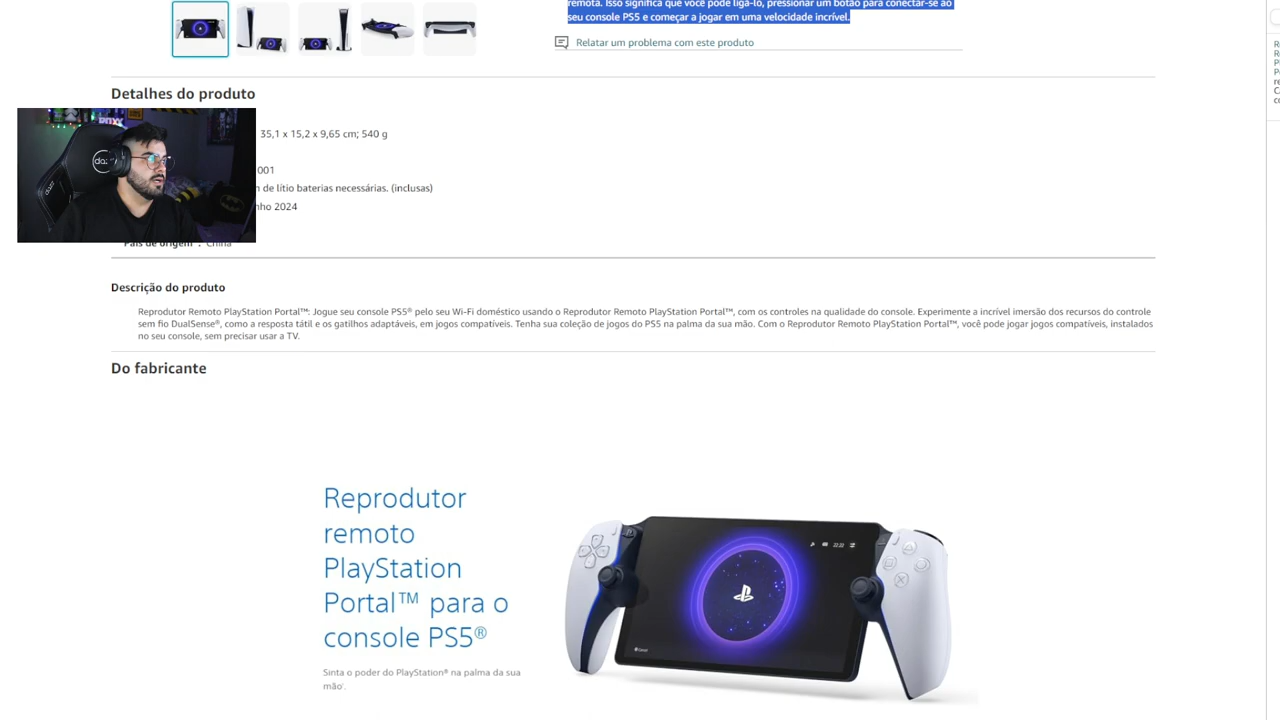 remota. Isso significa que você pode ligá-lo, pressionar um botão para conectar-se ao
seu console PS5 e começar a jogar em uma velocidade incrível.
Relatar um problema com este produto
Detalhes do produto
35,1 x 15,2 x 9,65 cm; 540 g
001
de lítio baterias necessárias. (inclusas)
2024
País de origem : China
Descrição do produto
Reprodutor Remoto PlayStation Portal™: Jogue seu console PS5® pelo seu Wi-Fi doméstico usando o Reprodutor Remoto PlayStation Portal™, com os controles na qualidade do console. Experimente a incrível imersão dos recursos do controle
sem fio DualSense®, como a resposta tátil e os gatilhos adaptáveis, em jogos compatíveis. Tenha sua coleção de jogos do PS5 na palma da sua mão. Com o Reprodutor Remoto PlayStation Portal™, você pode jogar jogos compatíveis, instalados
no seu console, sem precisar usar a TV.
Do fabricante
Reprodutor
remoto
PlayStation
Portal™ para o
console PS5®
Sinta o poder do PlayStation® na palma da sua
mão¹.